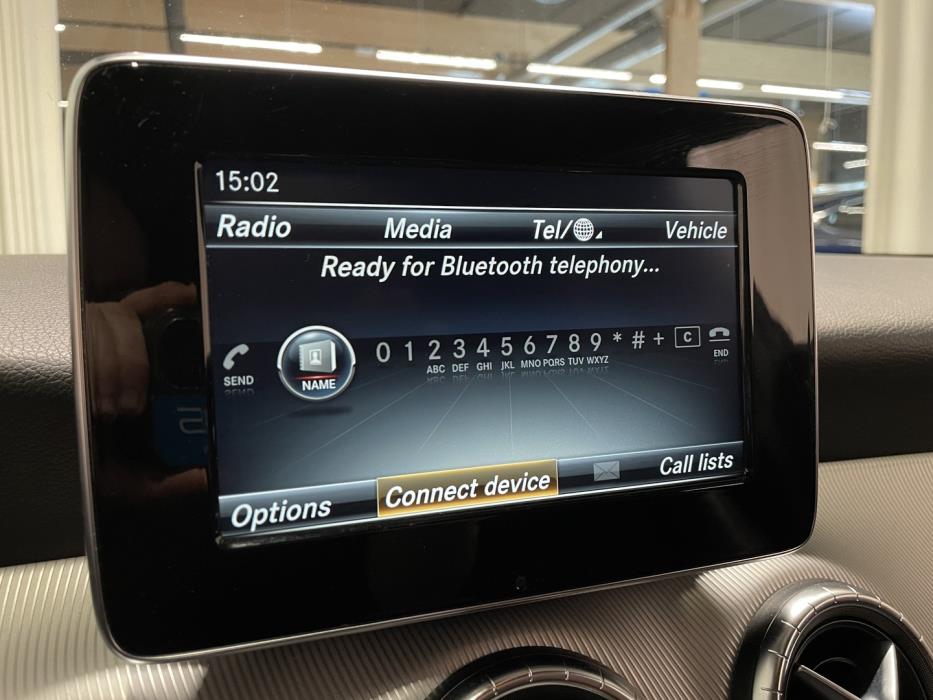 15:02
Radio Media Tel/ Vehicle
Ready for Bluetooth telephony...
SEND NAME 0 1 2 3 4 5 6 7 8 9 * # + C END
ABC DEF GHI JKL MNO PQRS TUV WXYZ
Options Connect device Call lists